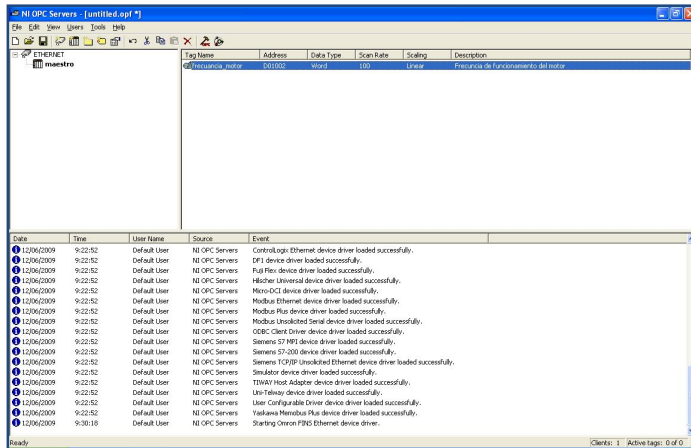 NI OPC Servers - [untitled.opf *]
File Edit View Users Tools Help
ETHERNET
maestro
Tag Name Address Data Type Scan Rate Scaling Description
frecuancia_motor D01002 Word 100 Linear Frecuncia de funcionamiento del motor
Date Time User Name Source Event
12/06/2009 9:22:52 Default User NI OPC Servers ControlLogix Ethernet device driver loaded successfully.
12/06/2009 9:22:52 Default User NI OPC Servers DF1 device driver loaded successfully.
12/06/2009 9:22:52 Default User NI OPC Servers Fuji Flex device driver loaded successfully.
12/06/2009 9:22:52 Default User NI OPC Servers Hilscher Universal device driver loaded successfully.
12/06/2009 9:22:52 Default User NI OPC Servers Micro-DCI device driver loaded successfully.
12/06/2009 9:22:52 Default User NI OPC Servers Modbus Ethernet device driver loaded successfully.
12/06/2009 9:22:52 Default User NI OPC Servers Modbus Plus device driver loaded successfully.
12/06/2009 9:22:52 Default User NI OPC Servers Modbus Unsolicited Serial device driver loaded successfully.
12/06/2009 9:22:52 Default User NI OPC Servers ODBC Client Driver device driver loaded successfully.
12/06/2009 9:22:52 Default User NI OPC Servers Siemens S7 MPI device driver loaded successfully.
12/06/2009 9:22:52 Default User NI OPC Servers Siemens S7-200 device driver loaded successfully.
12/06/2009 9:22:52 Default User NI OPC Servers Siemens TCP/IP Unsolicited Ethernet device driver loaded successfully.
12/06/2009 9:22:52 Default User NI OPC Servers Simulator device driver loaded successfully.
12/06/2009 9:22:52 Default User NI OPC Servers TIWAY Host Adapter device driver loaded successfully.
12/06/2009 9:22:52 Default User NI OPC Servers Uni-Telway device driver loaded successfully.
12/06/2009 9:22:52 Default User NI OPC Servers User Configurable Driver device driver loaded successfully.
12/06/2009 9:22:52 Default User NI OPC Servers Yaskawa Memobus Plus device driver loaded successfully.
12/06/2009 9:30:18 Default User NI OPC Servers Starting Omron FINS Ethernet device driver.
Ready Clients: 1 Active tags: 0 of 0